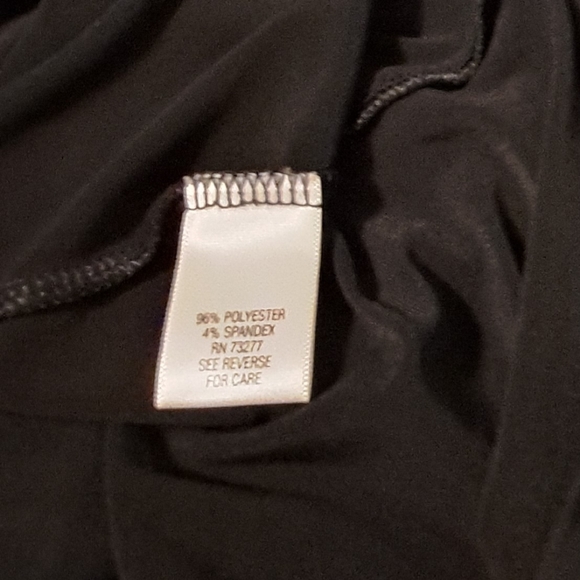 96% POLYESTER
4% SPANDEX
RN 73277
SEE REVERSE
FOR CARE